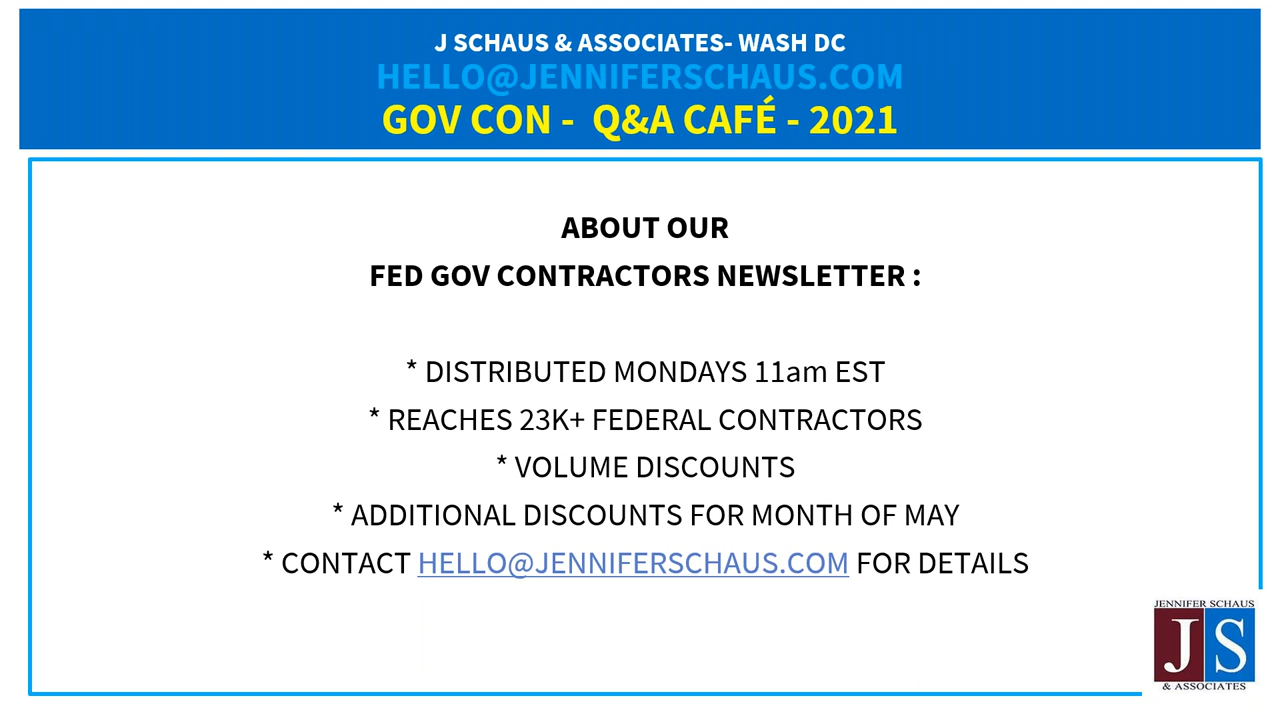 J SCHAUS & ASSOCIATES- WASH DC
HELLO@JENNIFERSCHAUS.COM
GOV CON -  Q&A CAFÉ - 2021
ABOUT OUR
FED GOV CONTRACTORS NEWSLETTER :
* DISTRIBUTED MONDAYS 11am EST
* REACHES 23K+ FEDERAL CONTRACTORS
* VOLUME DISCOUNTS
* ADDITIONAL DISCOUNTS FOR MONTH OF MAY
* CONTACT HELLO@JENNIFERSCHAUS.COM FOR DETAILS
JENNIFER SCHAUS
JS
& ASSOCIATES